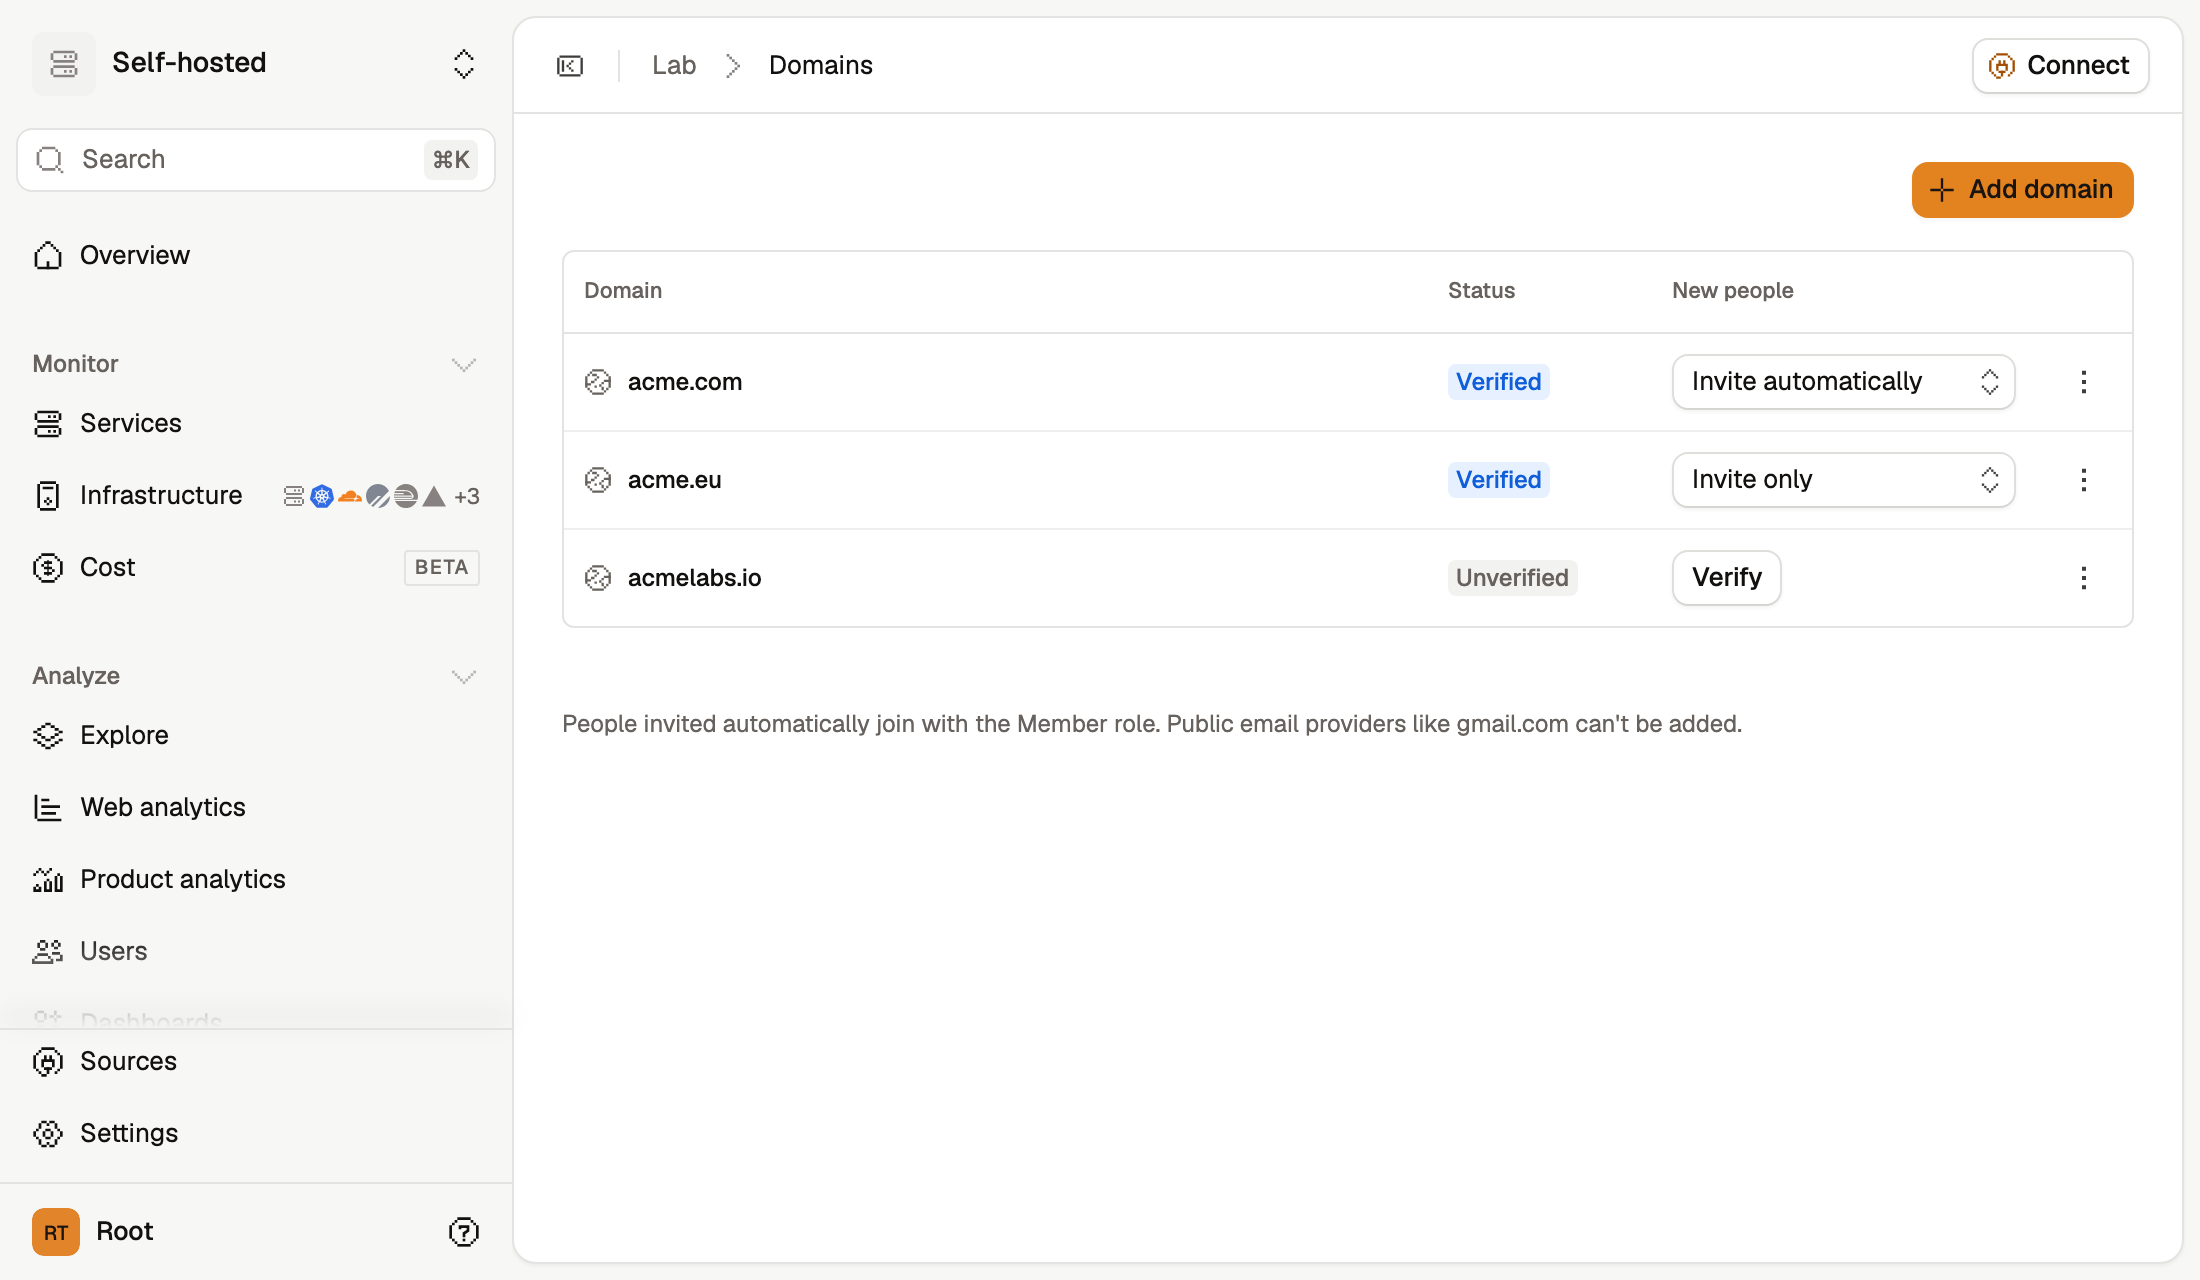 Self-hosted
Search ⌘K
Overview
Monitor
Services
Infrastructure +3
Cost BETA
Analyze
Explore
Web analytics
Product analytics
Users
Dashboards
Sources
Settings
RT Root
Lab Domains
Connect
Add domain
Domain Status New people
acme.com Verified Invite automatically
acme.eu Verified Invite only
acmelabs.io Unverified Verify
People invited automatically join with the Member role. Public email providers like gmail.com can't be added.